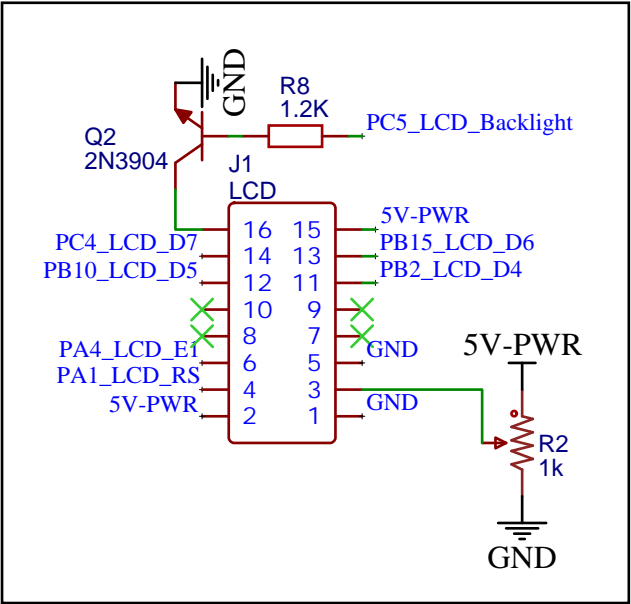 GND
R8
1.2K
PC5_LCD_Backlight
Q2
2N3904
J1
LCD
16 15
5V-PWR
PC4_LCD_D7
14 13
PB15_LCD_D6
PB10_LCD_D5
12 11
PB2_LCD_D4
10 9
8 7
PA4_LCD_E1
6 5
GND
5V-PWR
PA1_LCD_RS
4 3
5V-PWR
2 1
GND
R2
1k
GND